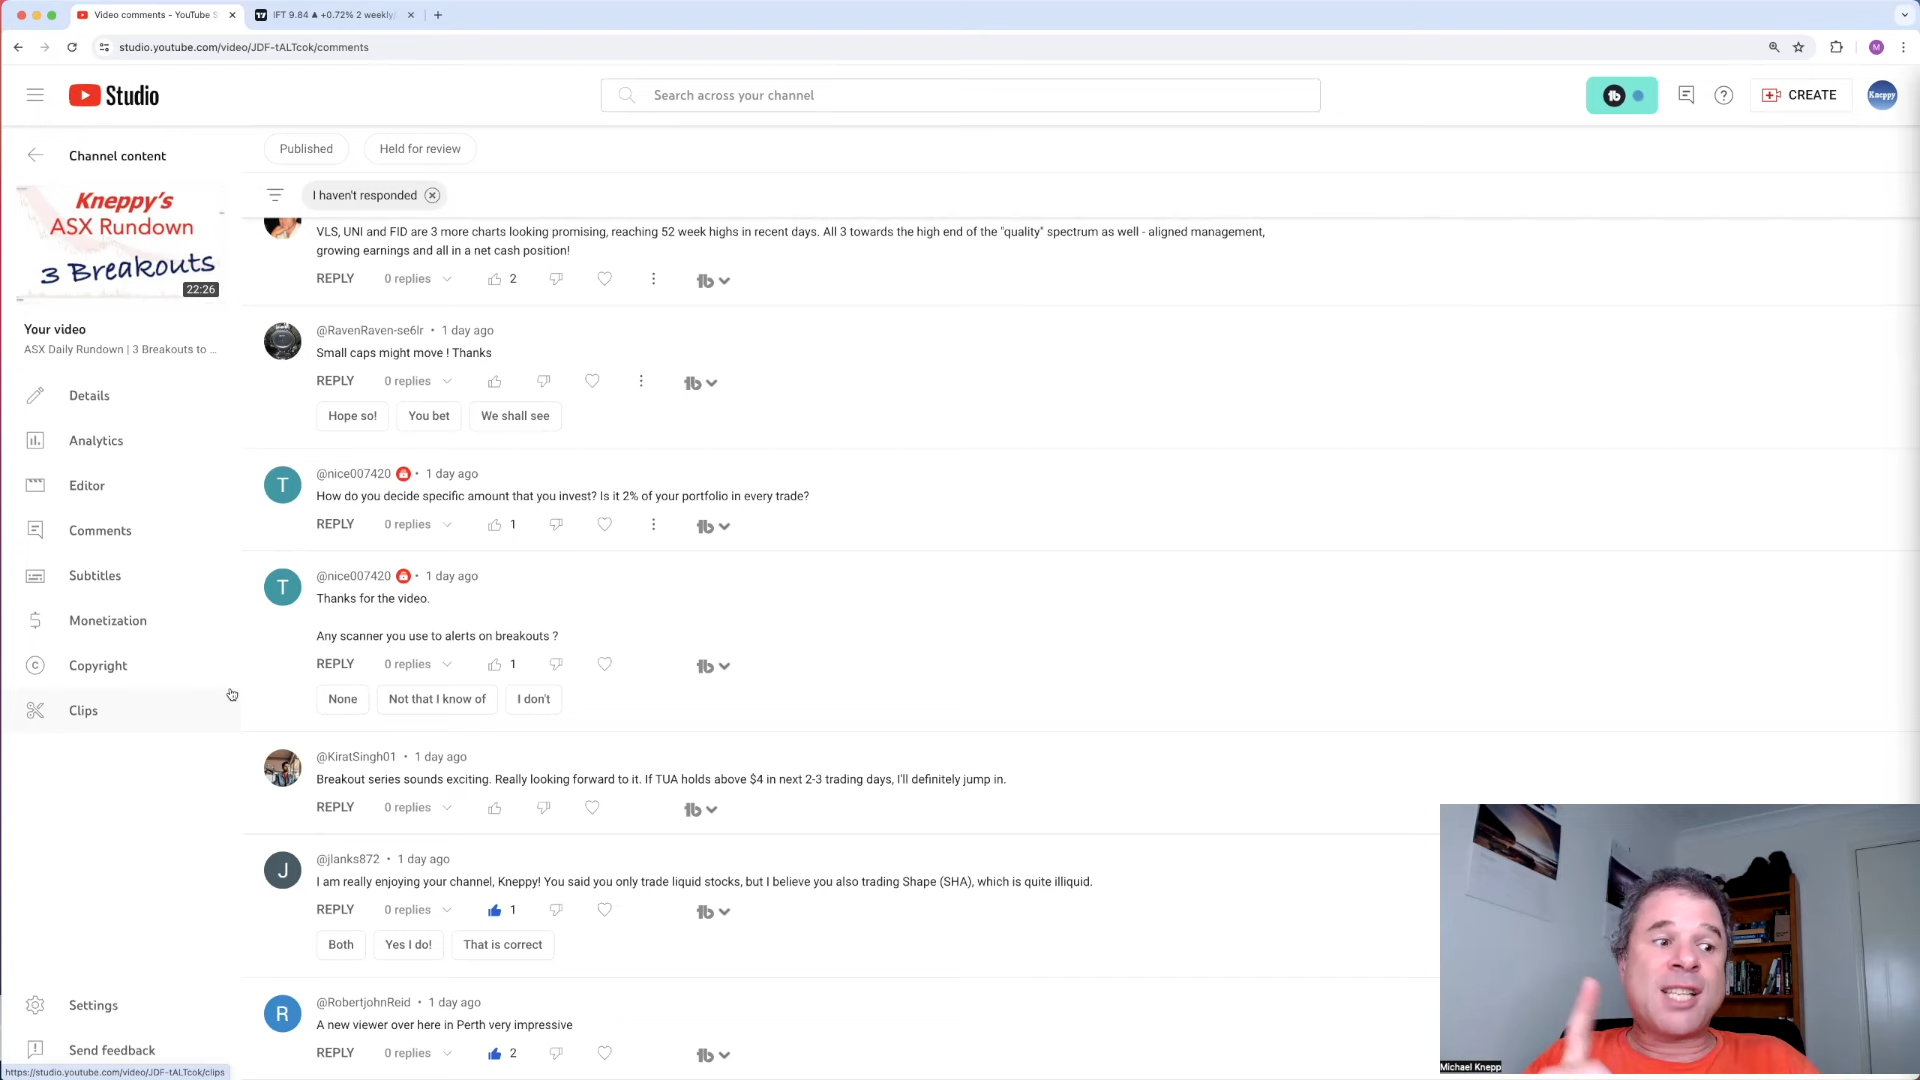 Video comments - YouTube S
IFT 9.84 ▲ +0.72% 2 weekly
studio.youtube.com/video/JDF-tALTcok/comments
M
Studio
Search across your channel
CREATE
Kneppy
Channel content
Published
Held for review
I haven't responded
Kneppy's
ASX Rundown
3 Breakouts
22:26
Your video
ASX Daily Rundown | 3 Breakouts to ...
Details
Analytics
Editor
Comments
Subtitles
Monetization
Copyright
Clips
Settings
Send feedback
https://studio.youtube.com/video/JDF-tALTcok/clips
VLS, UNI and FID are 3 more charts looking promising, reaching 52 week highs in recent days. All 3 towards the high end of the "quality" spectrum as well - aligned management,
growing earnings and all in a net cash position!
REPLY 0 replies 2
@RavenRaven-se6lr • 1 day ago
Small caps might move ! Thanks
REPLY 0 replies
Hope so! You bet We shall see
T
@nice007420 • 1 day ago
How do you decide specific amount that you invest? Is it 2% of your portfolio in every trade?
REPLY 0 replies 1
T
@nice007420 • 1 day ago
Thanks for the video.
Any scanner you use to alerts on breakouts ?
REPLY 0 replies 1
None Not that I know of I don't
@KiratSingh01 • 1 day ago
Breakout series sounds exciting. Really looking forward to it. If TUA holds above $4 in next 2-3 trading days, I'll definitely jump in.
REPLY 0 replies
J
@jlanks872 • 1 day ago
I am really enjoying your channel, Kneppy! You said you only trade liquid stocks, but I believe you also trading Shape (SHA), which is quite illiquid.
REPLY 0 replies 1
Both Yes I do! That is correct
R
@RobertjohnReid • 1 day ago
A new viewer over here in Perth very impressive
REPLY 0 replies 2
Michael Knepp